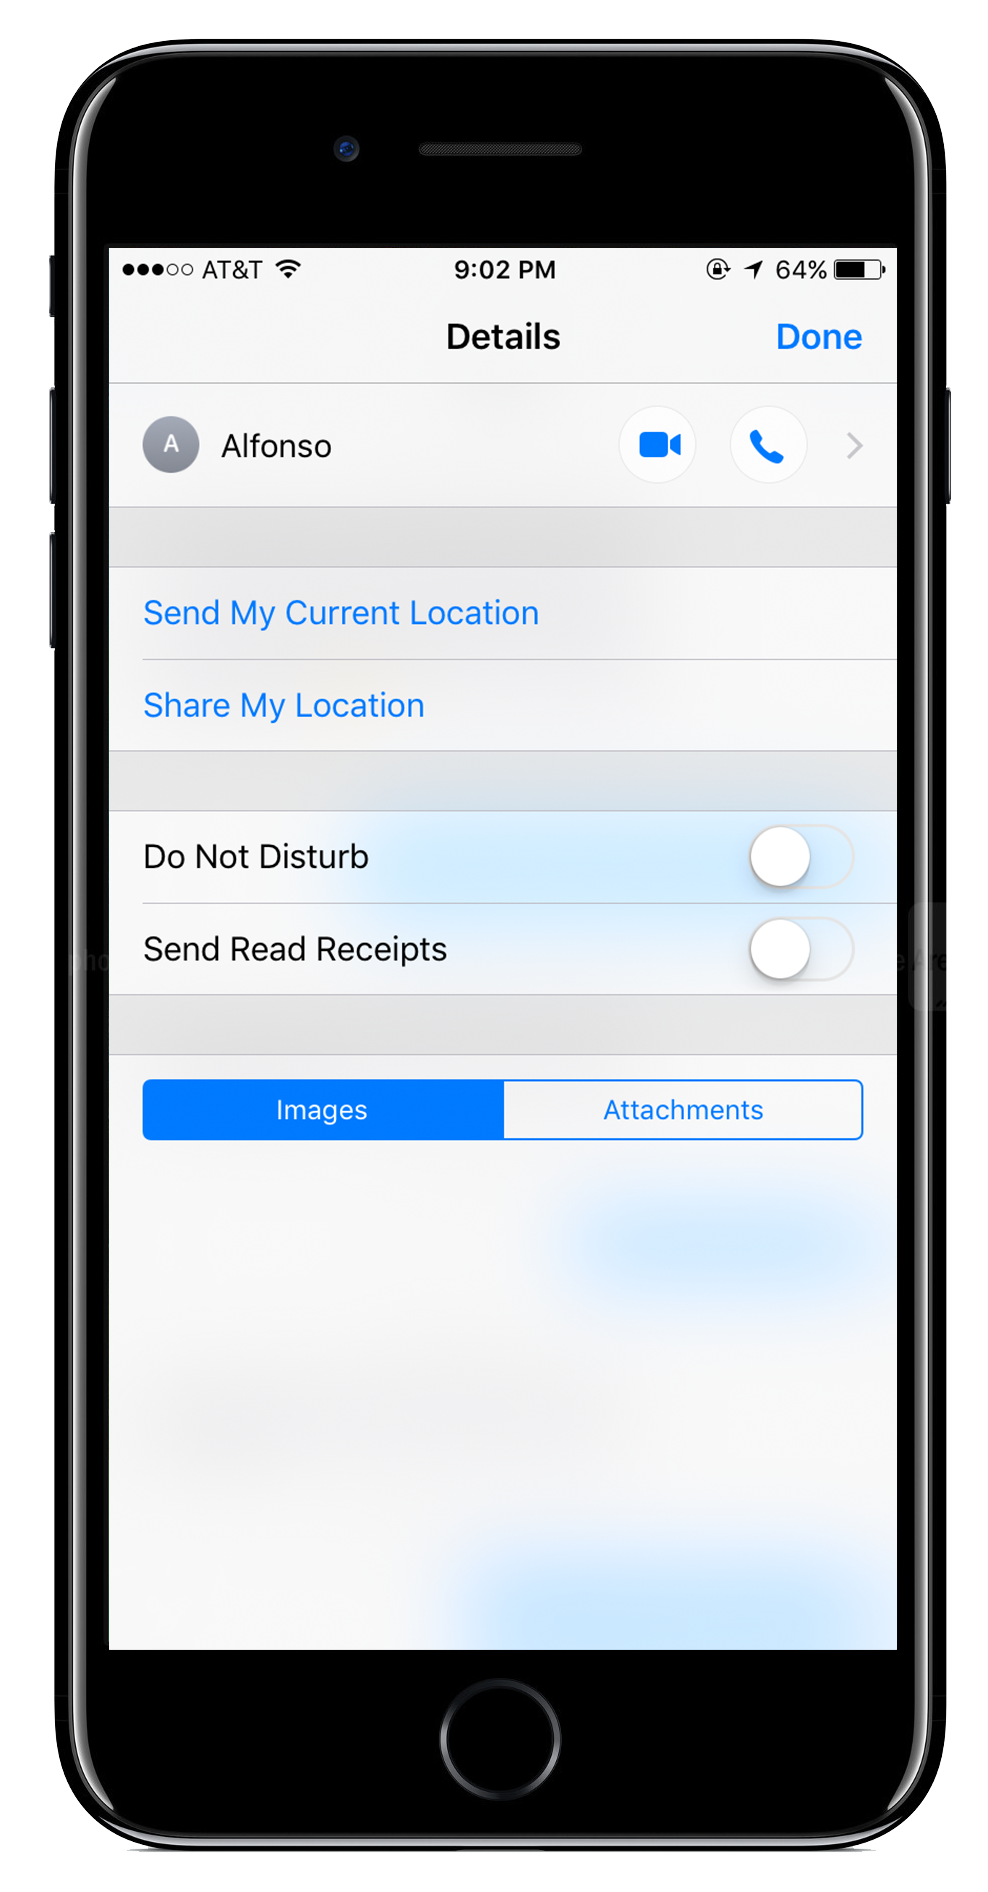 AT&T 9:02 PM 64%
Details Done
A Alfonso
Send My Current Location
Share My Location
Do Not Disturb
Send Read Receipts
Images Attachments